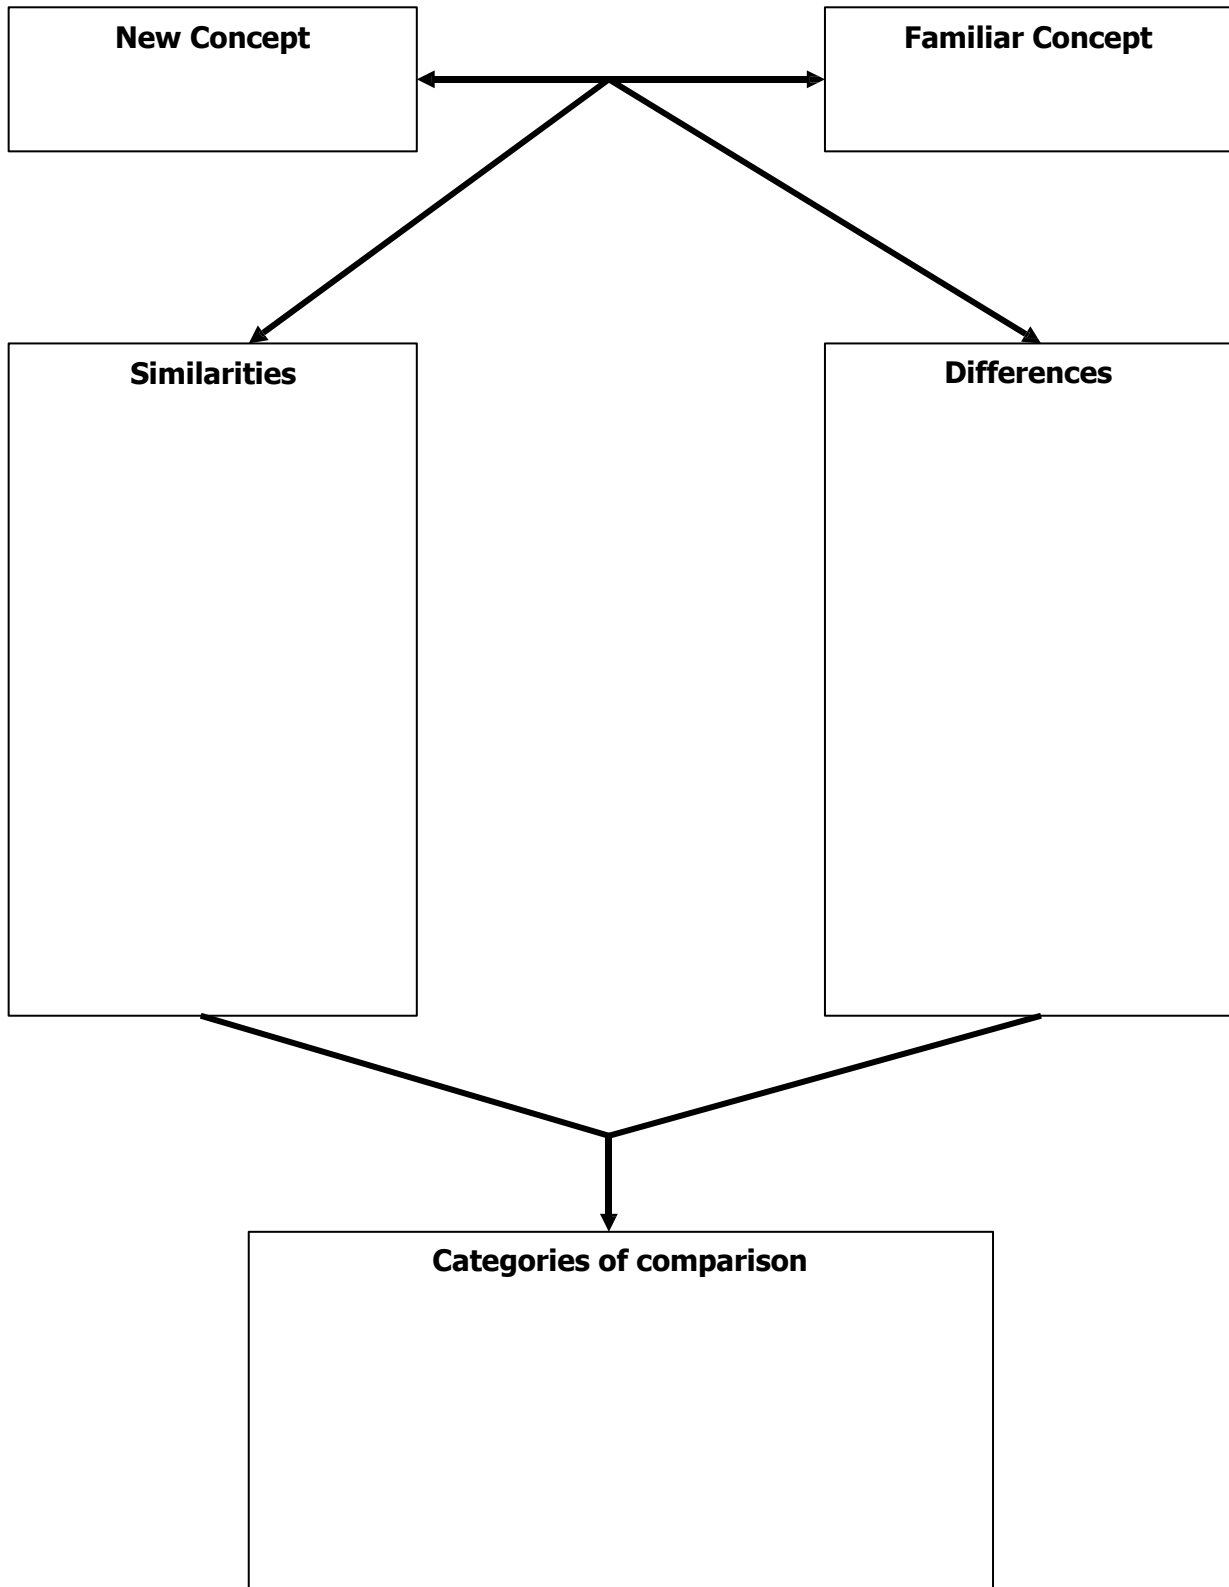 New Concept
Familiar Concept
Similarities
Differences
Categories of comparison